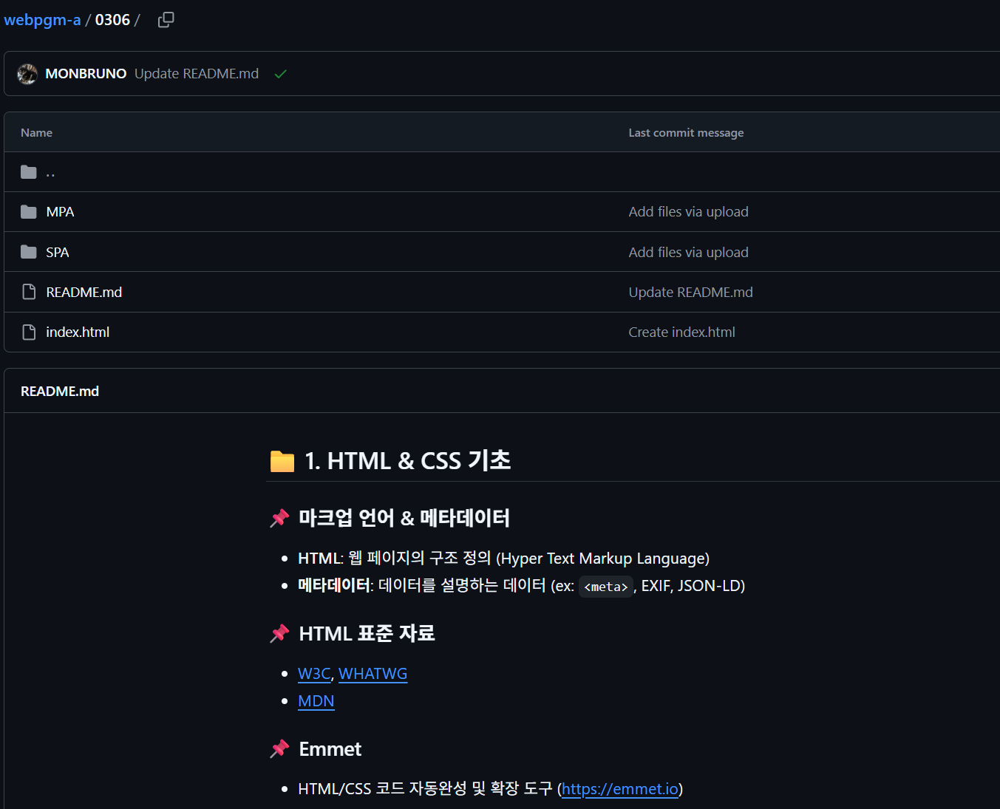 webpgm-a / 0306 /
MONBRUNO Update README.md
Name Last commit message
..
MPA Add files via upload
SPA Add files via upload
README.md Update README.md
index.html Create index.html
README.md
1. HTML & CSS 기초
마크업 언어 & 메타데이터
HTML: 웹 페이지의 구조 정의 (Hyper Text Markup Language)
메타데이터: 데이터를 설명하는 데이터 (ex: <meta>, EXIF, JSON-LD)
HTML 표준 자료
W3C, WHATWG
MDN
Emmet
HTML/CSS 코드 자동완성 및 확장 도구 (https://emmet.io)